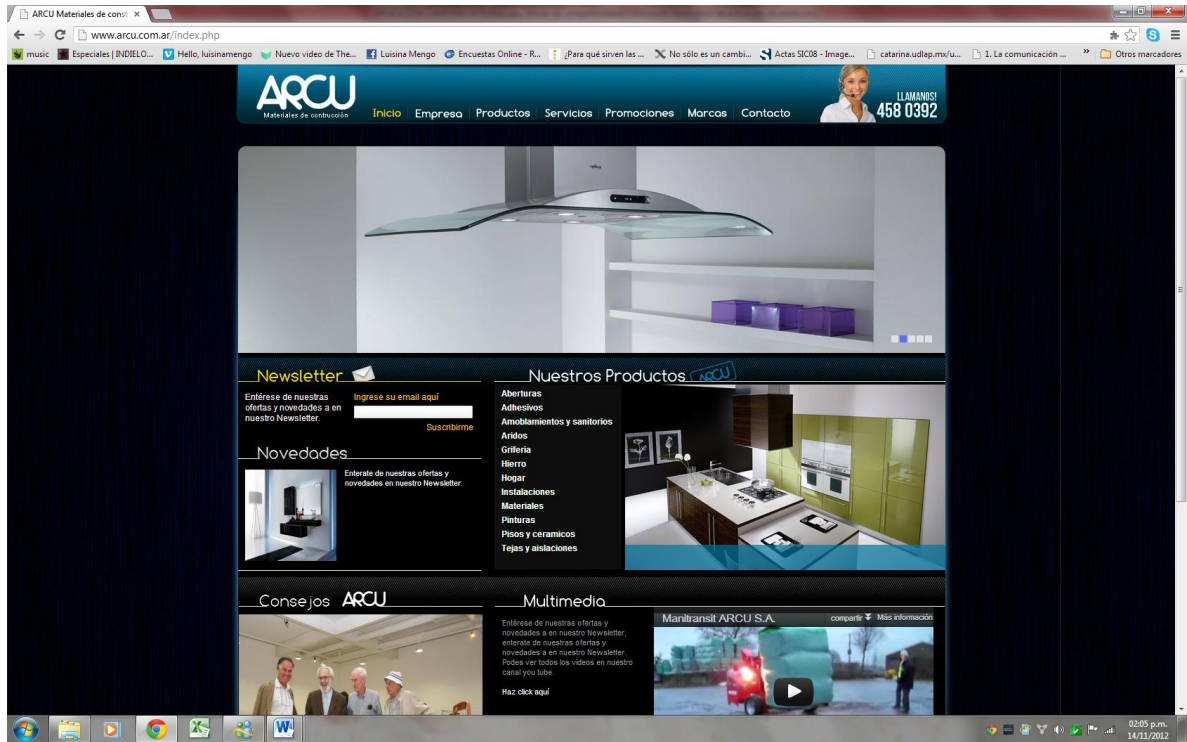 ARCU Materiales de const
www.arcu.com.ar/index.php
music Especiales | INDIELO... Hello, luisinamengo Nuevo video de The... Luisina Mengo Encuestas Online - R... ¿Para qué sirven las ... No sólo es un cambi... Actas SIC08 - Image... catarina.udlap.mx/u... 1. La comunicación ... » Otros marcadores
ARCU
Materiales de contrucción
Inicio Empresa Productos Servicios Promociones Marcas Contacto
LLAMANOS!
458 0392
Newsletter
Entérese de nuestras
ofertas y novedades a en
nuestro Newsletter.
Ingrese su email aquí
Suscribirme
Novedades
Enterate de nuestras ofertas y
novedades en nuestro Newsletter.
Nuestros Productos ARCU
Aberturas
Adhesivos
Amoblamientos y sanitorios
Aridos
Griferia
Hierro
Hogar
Instalaciones
Materiales
Pinturas
Pisos y ceramicos
Tejas y aislaciones
Consejos ARCU
Multimedia
Entérese de nuestras ofertas y
novedades a en nuestro Newsletter,
enterate de nuestras ofertas y
novedades a en nuestro Newsletter.
Podes ver todos los videos en nuestro
canal you tube.
Haz click aquí
Manitransit ARCU S.A.
compartir Más información
02:05 p.m.
14/11/2012